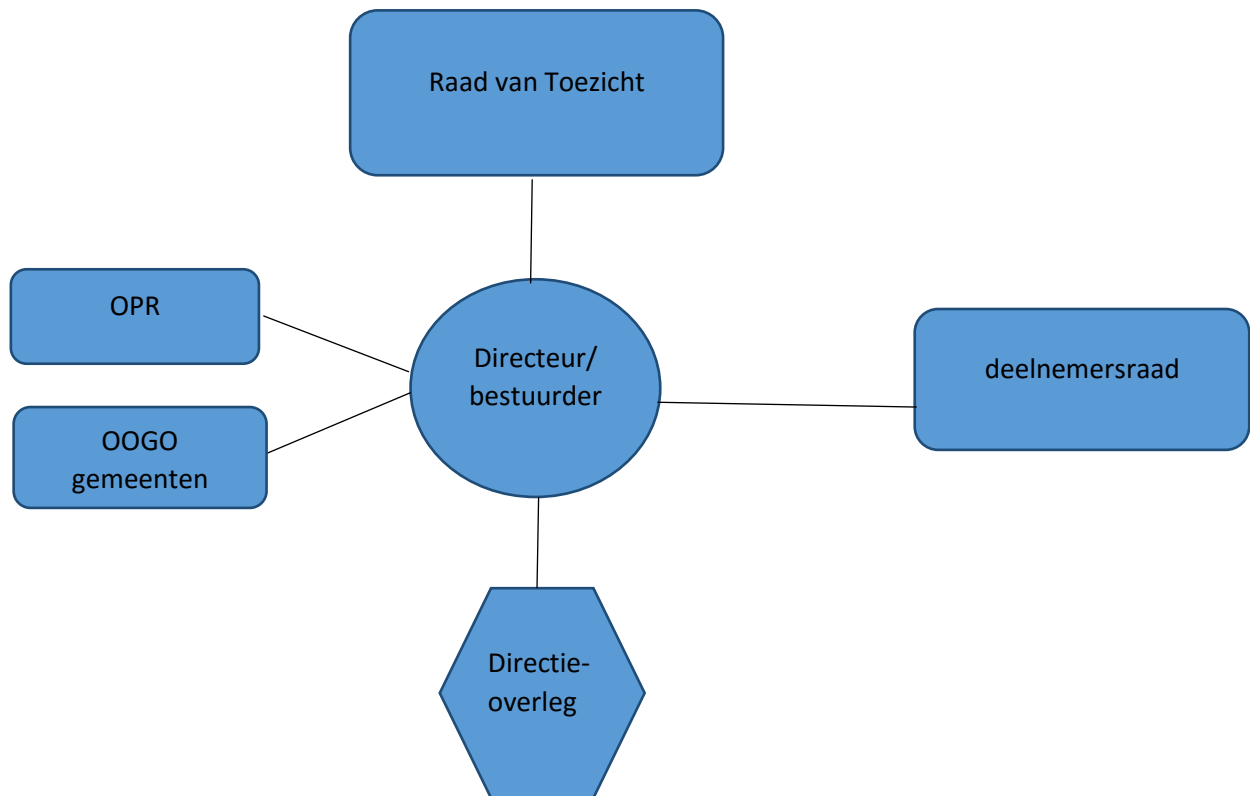 Raad van Toezicht
OPR
OOGO
gemeenten
Directeur/
bestuurder
deelnemersraad
Directie-
overleg